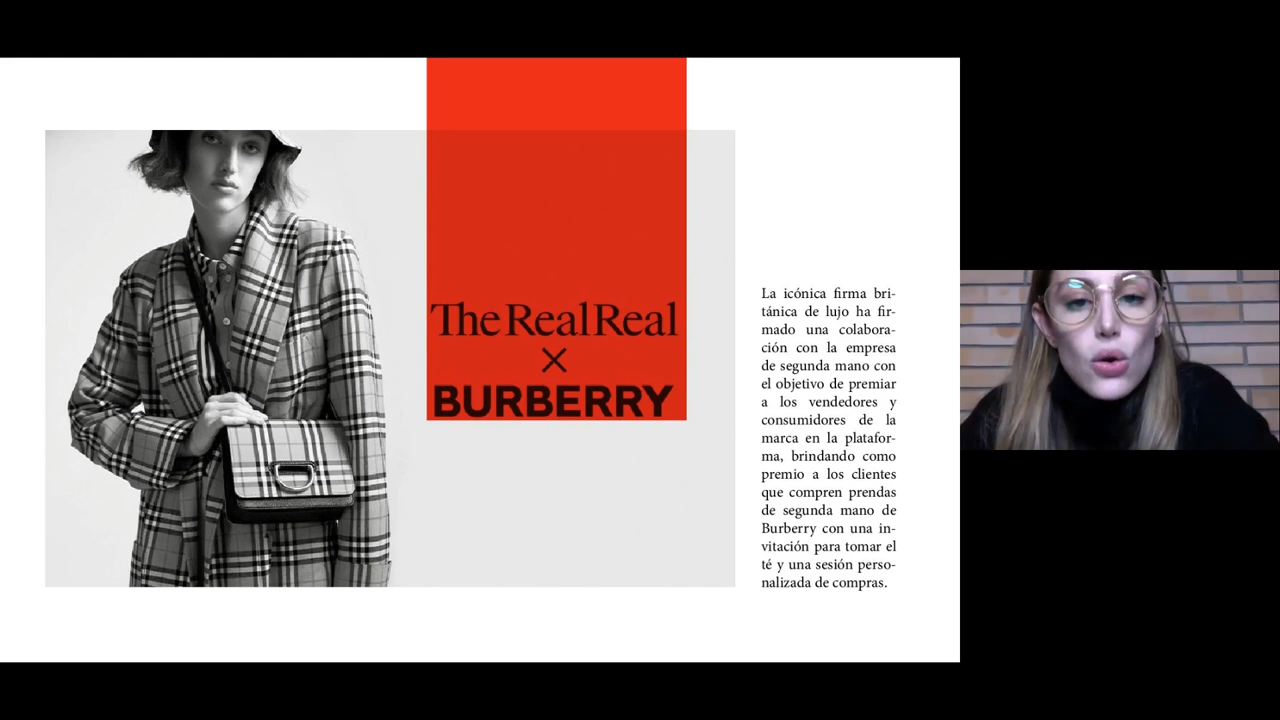 The RealReal
×
BURBERRY
La icónica firma bri-
tánica de lujo ha fir-
mado una colabora-
ción con la empresa
de segunda mano con
el objetivo de premiar
a los vendedores y
consumidores de la
marca en la platafor-
ma, brindando como
premio a los clientes
que compren prendas
de segunda mano de
Burberry con una in-
vitación para tomar el
té y una sesión perso-
nalizada de compras.